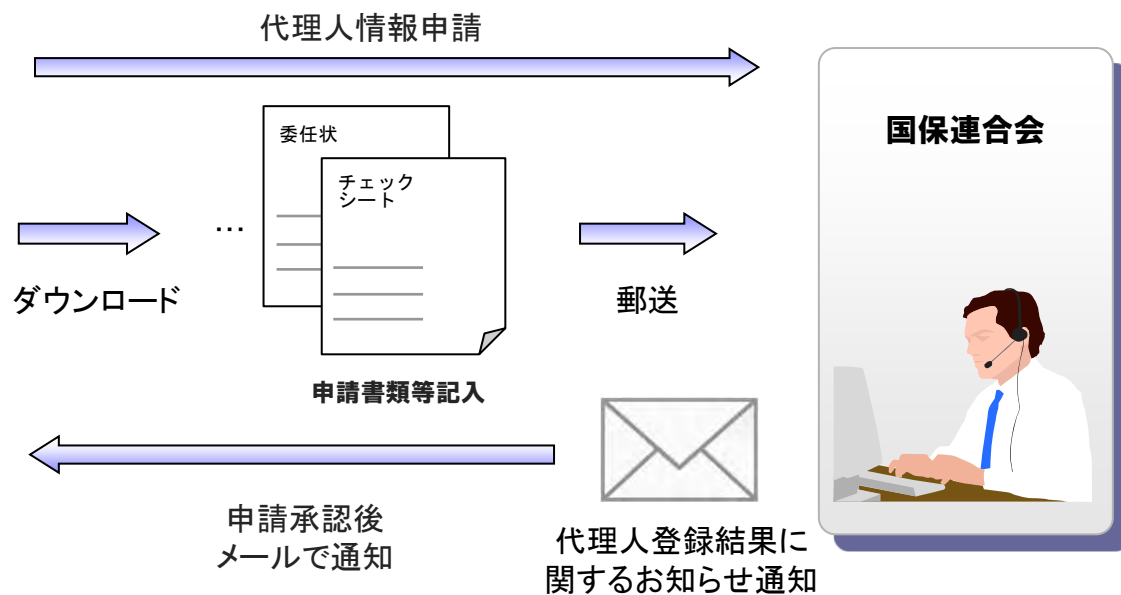 代理人情報申請
国保連合会
委任状
チェック
シート
…
ダウンロード
郵送
申請書類等記入
申請承認後
メールで通知
代理人登録結果に
関するお知らせ通知